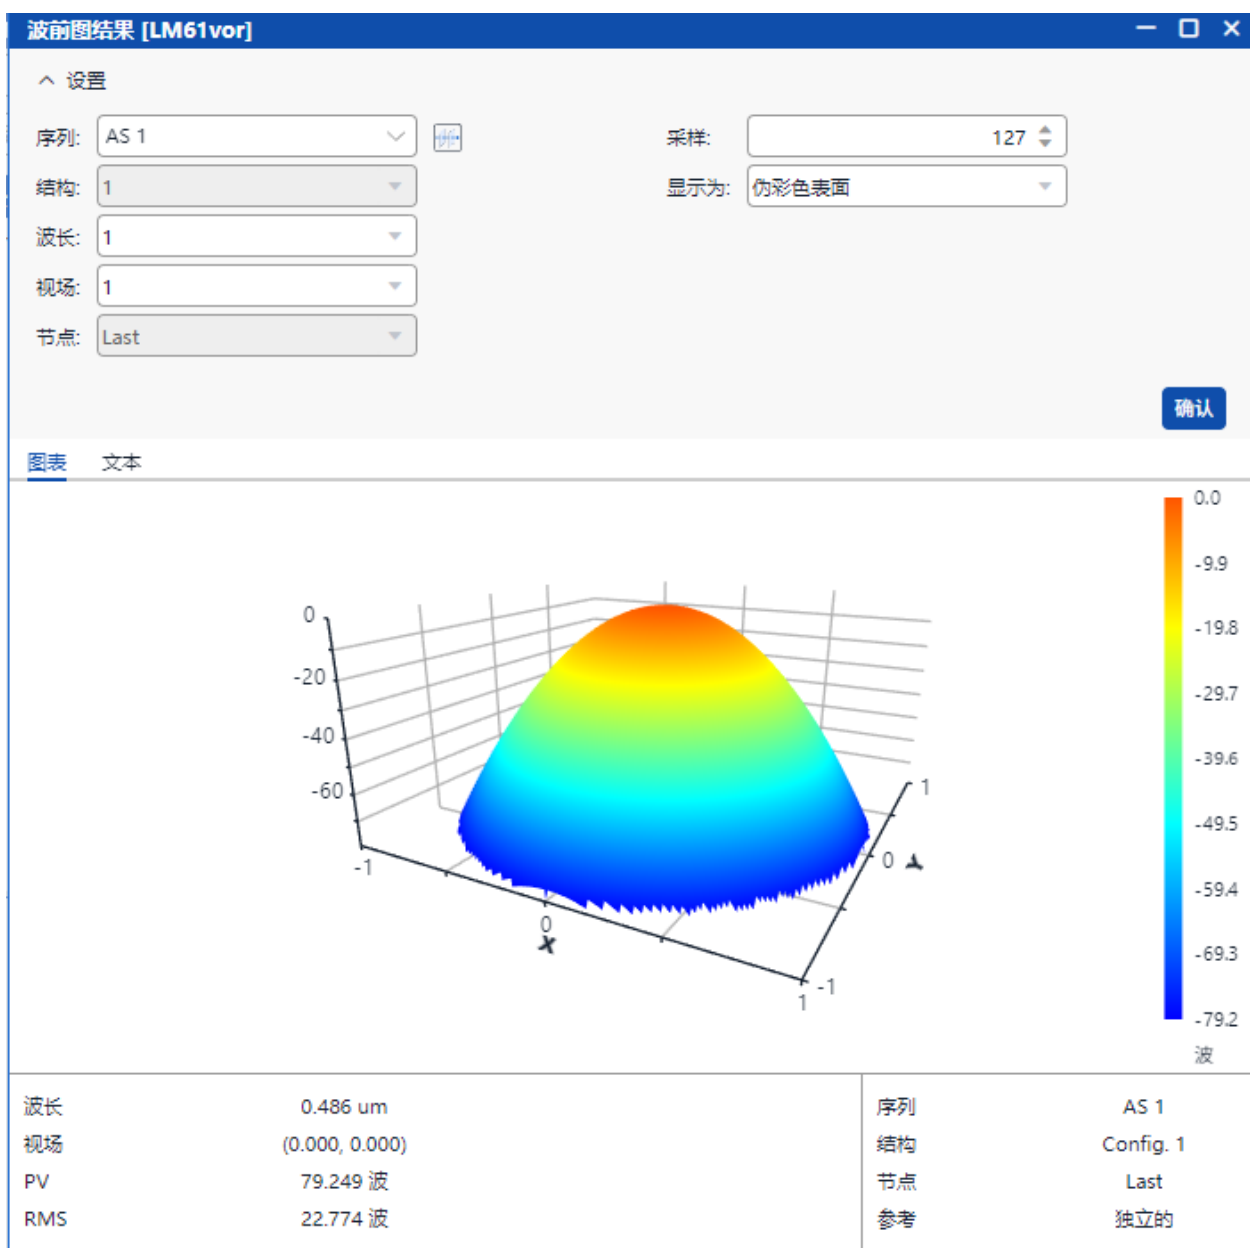 波前图结果 [LM61vor]
设置
序列: AS 1
采样: 127
结构: 1
显示为: 伪彩色表面
波长: 1
视场: 1
节点: Last
确认
图表 文本
0.0
-9.9
-19.8
-29.7
-39.6
-49.5
-59.4
-69.3
-79.2
波
0
-20
-40
-60
-1
0
X
1
-1
0
Y
1
波长 0.486 um
视场 (0.000, 0.000)
PV 79.249 波
RMS 22.774 波
序列 AS 1
结构 Config. 1
节点 Last
参考 独立的